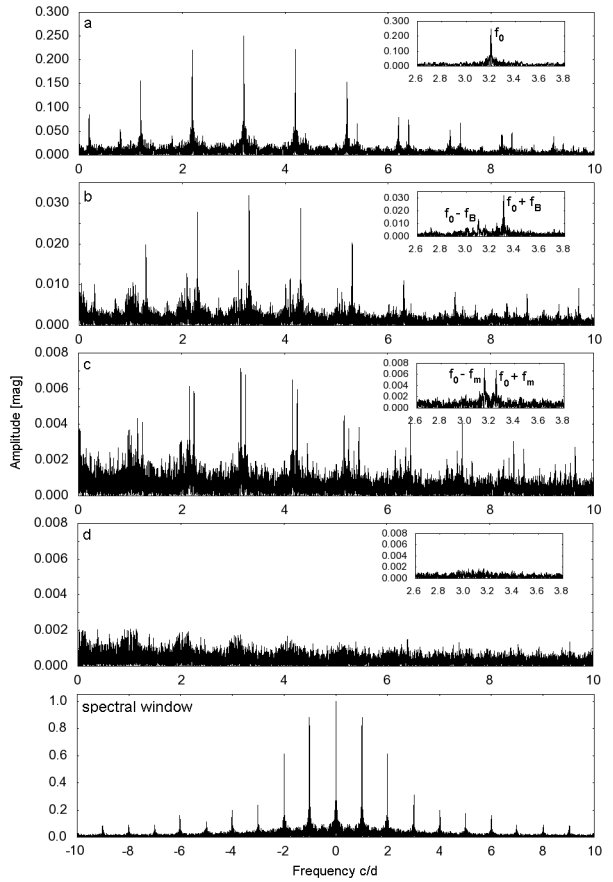 a
0.300
0.250
0.200
0.150
0.100
0.050
0.000
0 2 4 6 8 10
0.300
0.200
0.100
0.000
2.6 3.0 3.2 3.4 3.6 3.8
f0
b
0.030
0.020
0.010
0.000
0 2 4 6 8 10
0.030
0.020
0.010
0.000
2.6 2.8 3.0 3.2 3.4 3.6 3.8
f0 - fB
f0 + fB
c
0.008
0.006
0.004
0.002
0.000
0 2 4 6 8 10
0.008
0.006
0.004
0.002
0.000
2.6 2.8 3.0 3.2 3.4 3.6 3.8
f0 - fm
f0 + fm
Amplitude [mag]
d
0.008
0.006
0.004
0.002
0.000
0 2 4 6 8 10
0.008
0.006
0.004
0.002
0.000
2.6 2.8 3.0 3.2 3.4 3.6 3.8
spectral window
1.0
0.8
0.6
0.4
0.2
0.0
-10 -8 -6 -4 -2 0 2 4 6 8 10
Frequency c/d